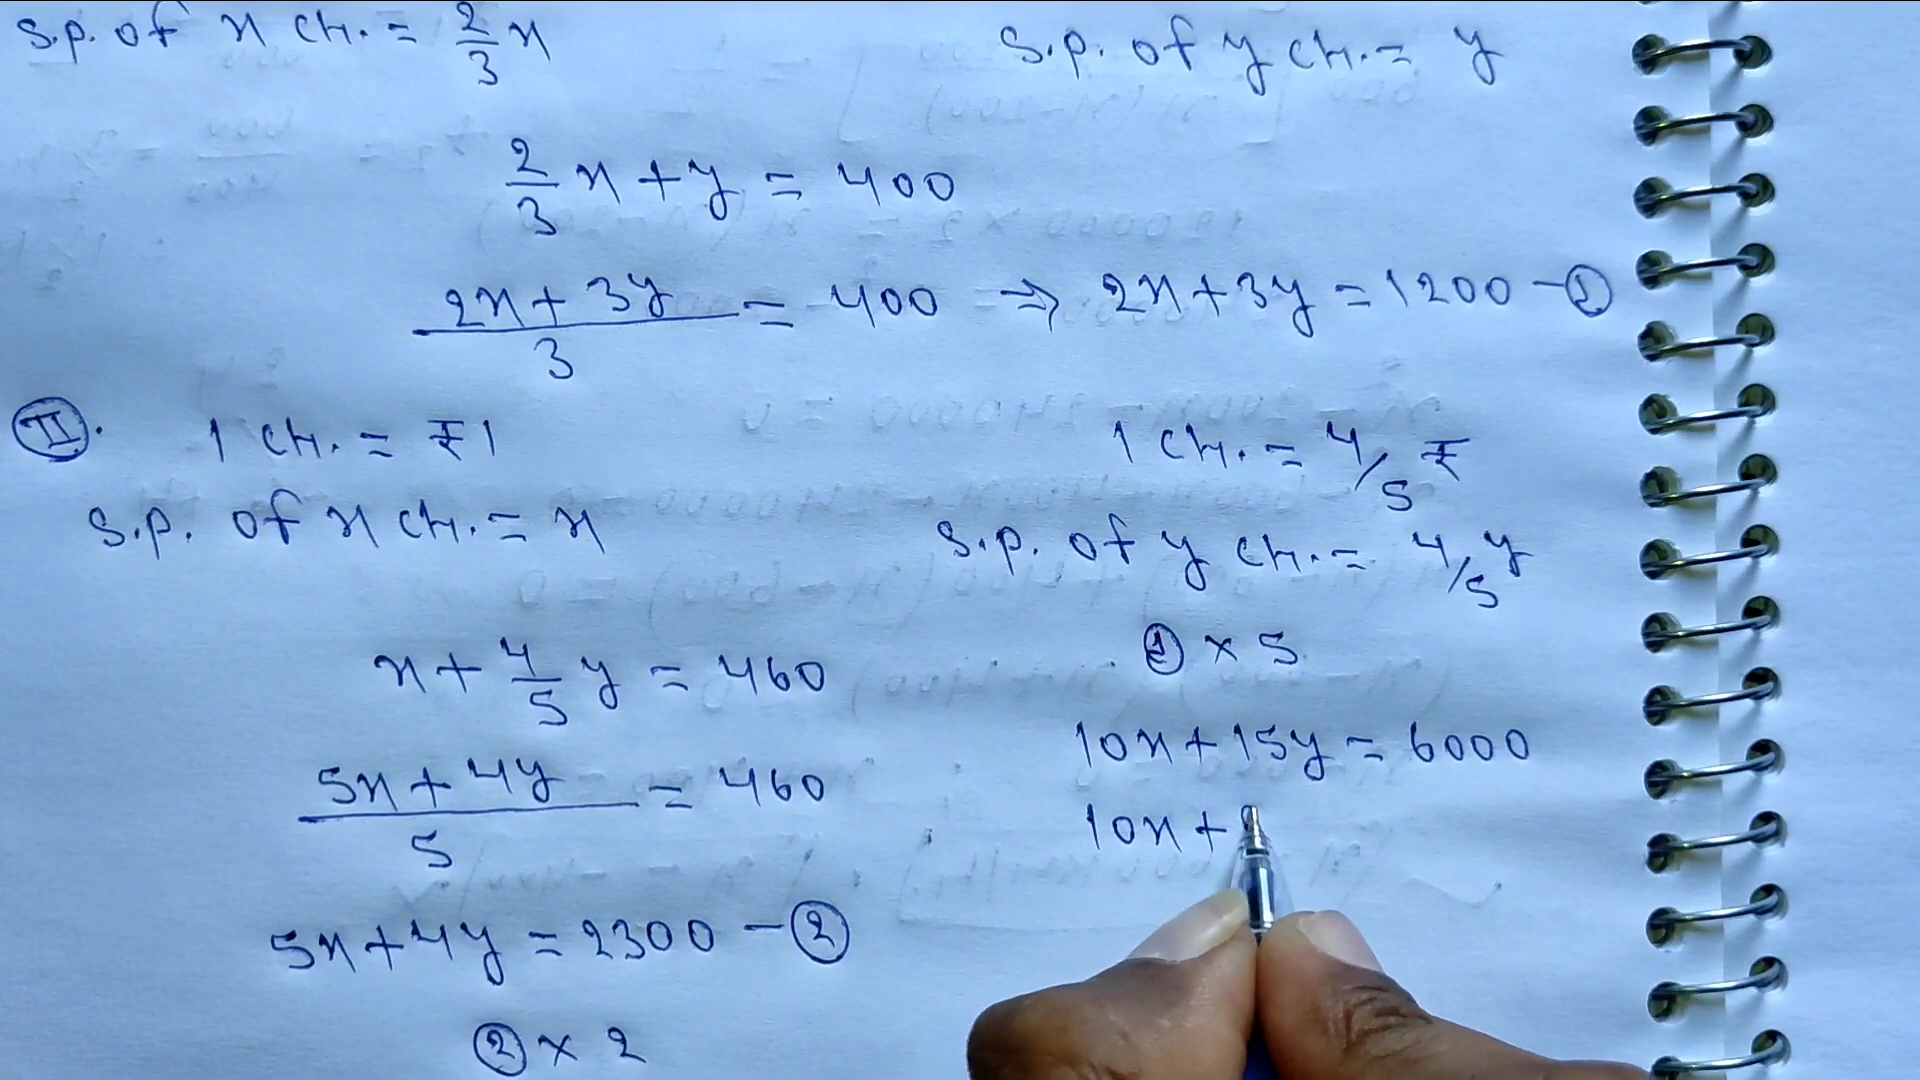 S.P. of x ch. = 2/3 x
S.P. of y ch. = y
2/3 x + y = 400
2x + 3y / 3 = 400 ⇒ 2x + 3y = 1200 - ①
II. 1 ch. = ₹1
1 ch. = 4/5 ₹
S.P. of x ch. = x
S.P. of y ch. = 4/5 y
x + 4/5 y = 460
① × 5
5x + 4y / 5 = 460
10x + 15y = 6000
10x +
5x + 4y = 2300 - ②
② × 2